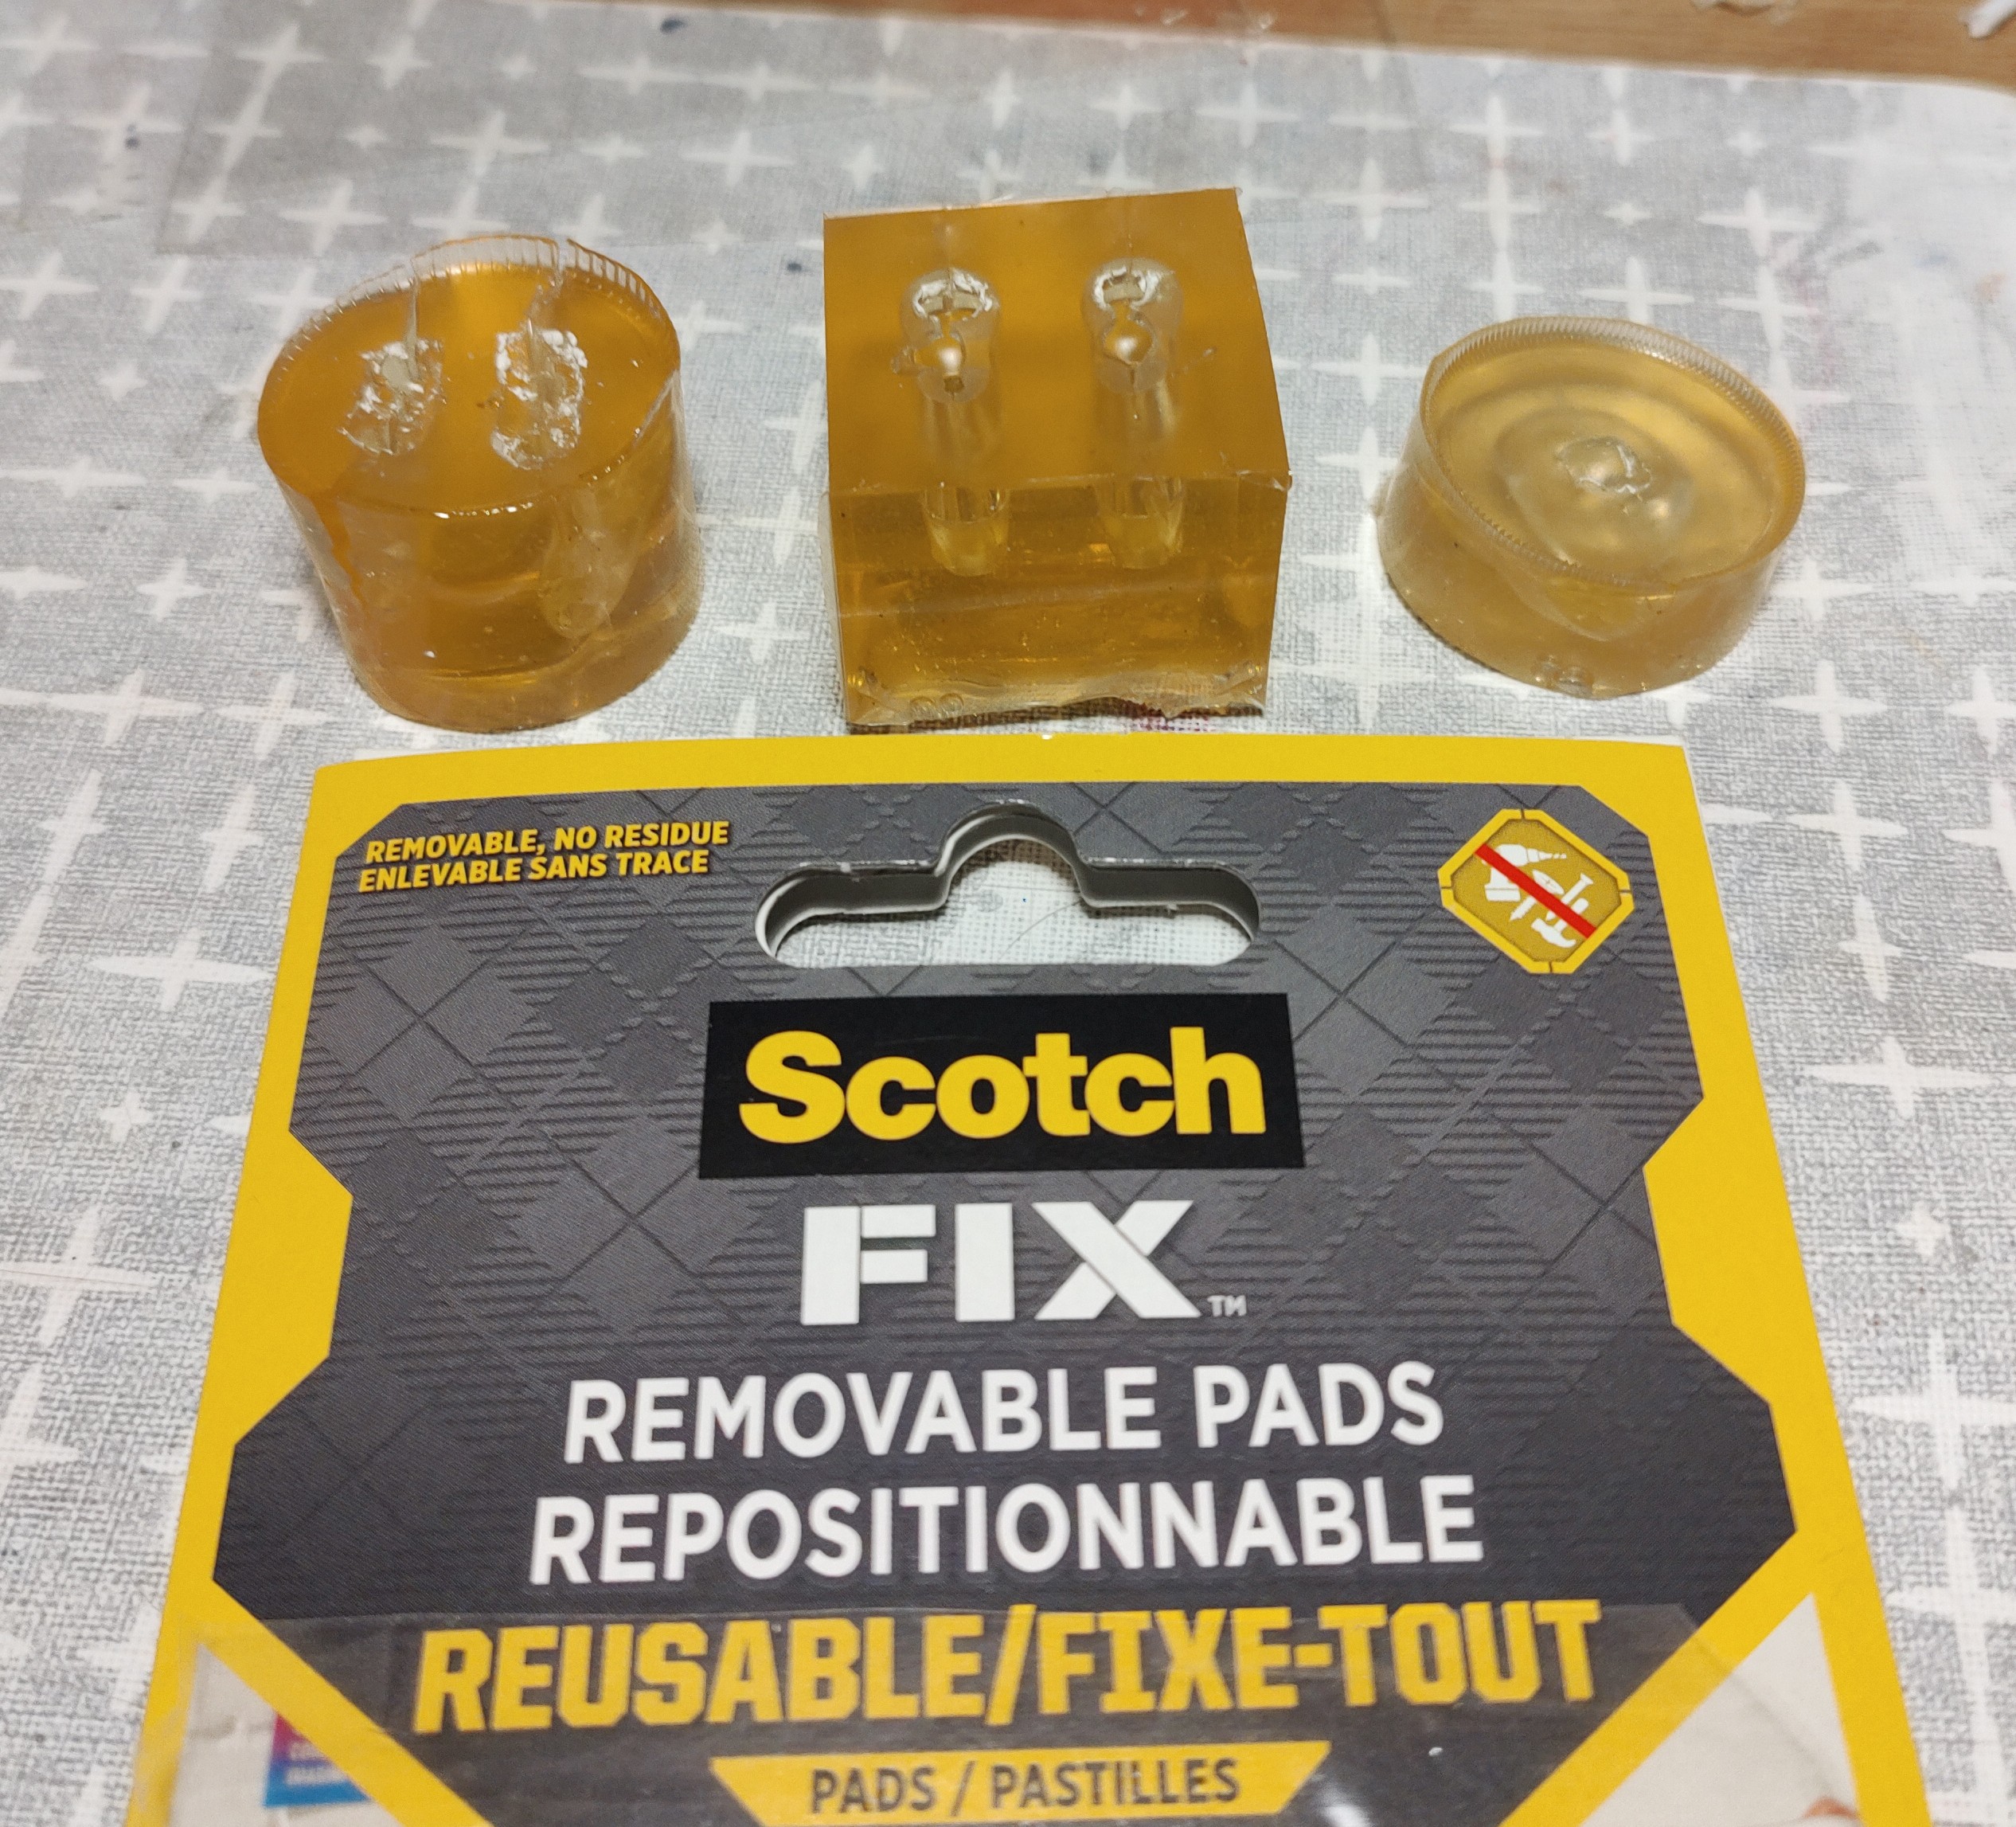 REMOVABLE, NO RESIDUE
ENLEVABLE SANS TRACE
Scotch
FIX™
REMOVABLE PADS
REPOSITIONNABLE
REUSABLE/FIXE-TOUT
PADS / PASTILLES